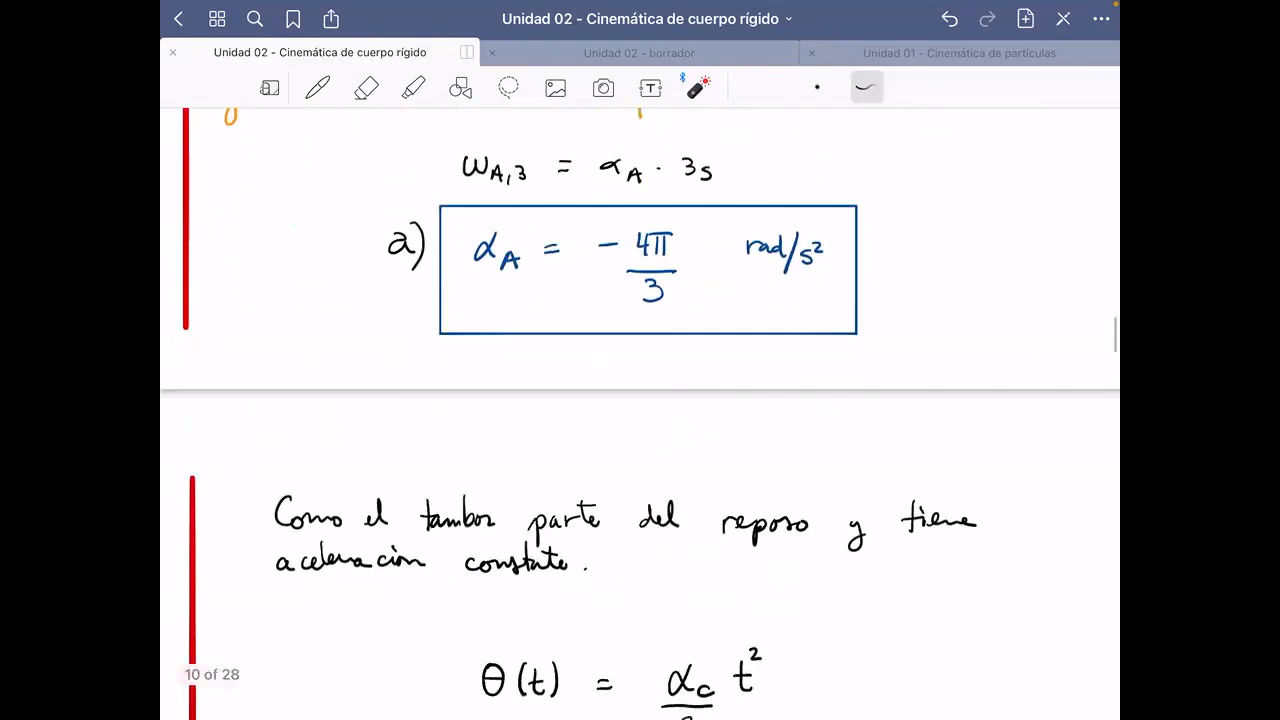 Unidad 02 - Cinemática de cuerpo rígido
Unidad 02 - Cinemática de cuerpo rígido
Unidad 02 - borrador
Unidad 01 - Cinemática de partículas
ω_{A,3} = α_A · 3s
a)
α_A = - 4π/3 rad/s²
Como el tambor parte del reposo y tiene
aceleración constate.
θ(t) = α_c t²
10 of 28